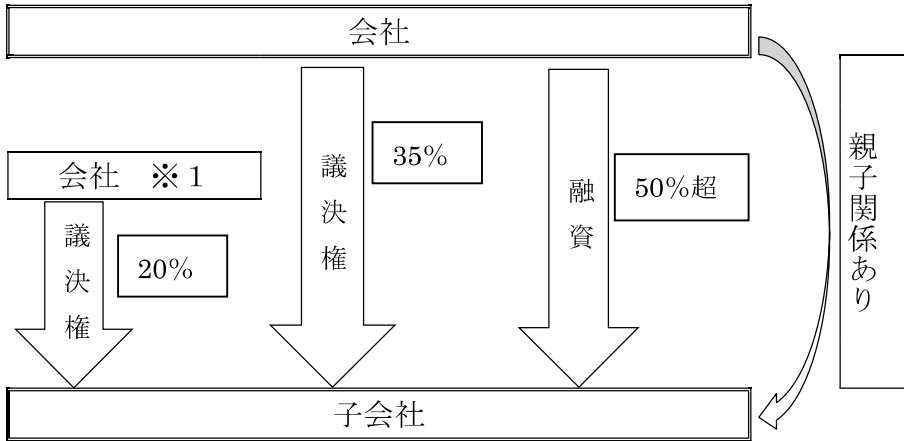 会社
会社　※１
議決権
20%
議決権
35%
融資
50%超
親子関係あり
子会社